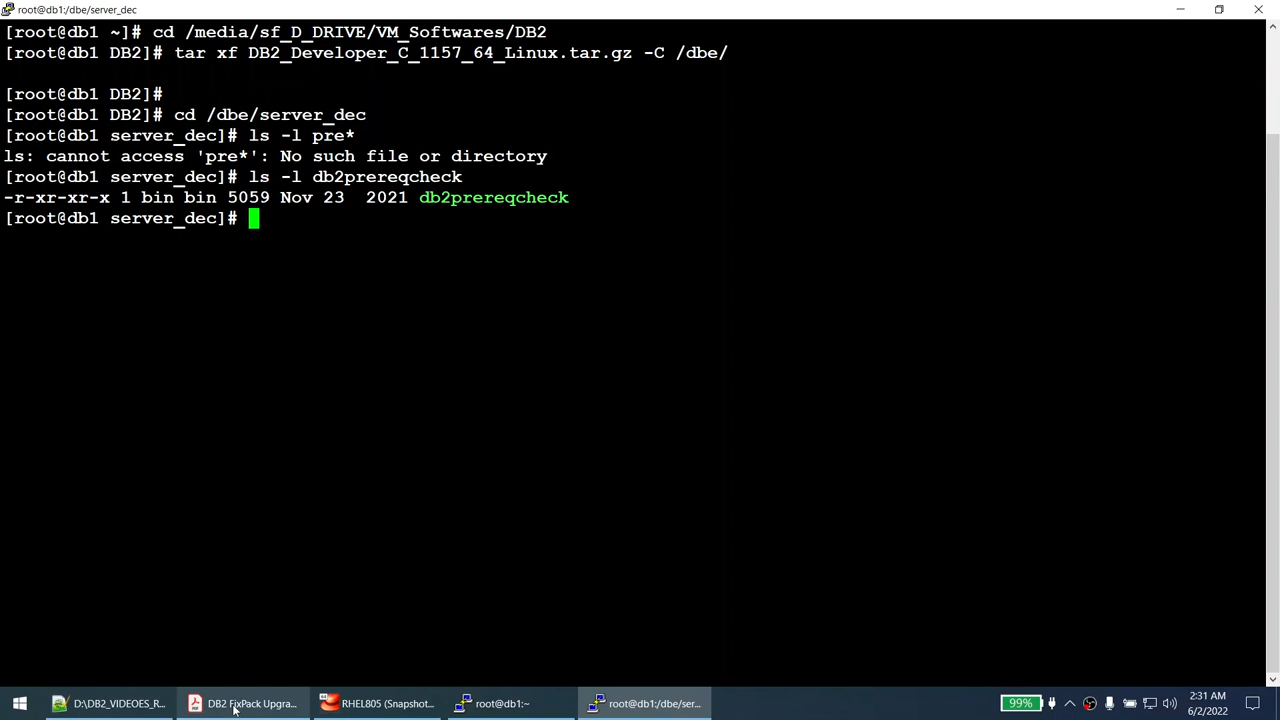 root@db1:/dbe/server_dec
[root@db1 ~]# cd /media/sf_D_DRIVE/VM_Softwares/DB2
[root@db1 DB2]# tar xf DB2_Developer_C_1157_64_Linux.tar.gz -C /dbe/
[root@db1 DB2]#
[root@db1 DB2]# cd /dbe/server_dec
[root@db1 server_dec]# ls -l pre*
ls: cannot access 'pre*': No such file or directory
[root@db1 server_dec]# ls -l db2prereqcheck
-r-xr-xr-x 1 bin bin 5059 Nov 23  2021 db2prereqcheck
[root@db1 server_dec]#
D:\DB2_VIDEOES_R... DB2 FixPack Upgra... RHEL805 (Snapshot... root@db1:~ root@db1:/dbe/ser... 99% 2:31 AM
6/2/2022